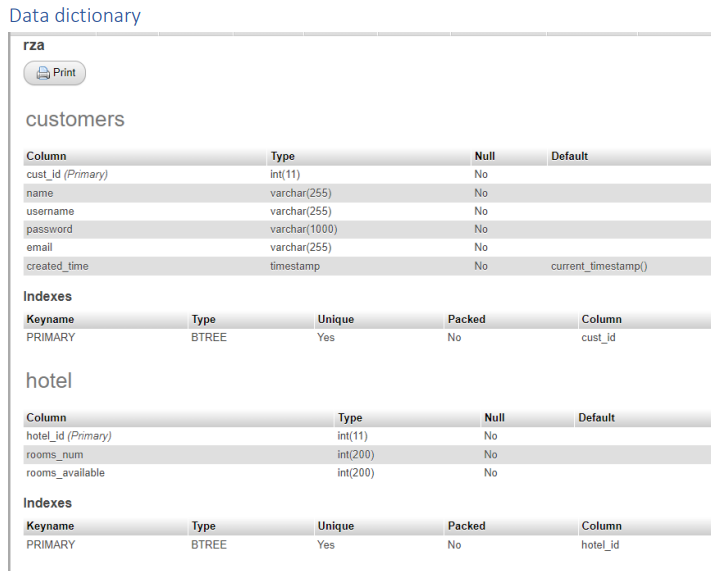 Data dictionary
rza
Print
customers
Column Type Null Default
cust_id (Primary) int(11) No
name varchar(255) No
username varchar(255) No
password varchar(1000) No
email varchar(255) No
created_time timestamp No current_timestamp()
Indexes
Keyname Type Unique Packed Column
PRIMARY BTREE Yes No cust_id
hotel
Column Type Null Default
hotel_id (Primary) int(11) No
rooms_num int(200) No
rooms_available int(200) No
Indexes
Keyname Type Unique Packed Column
PRIMARY BTREE Yes No hotel_id